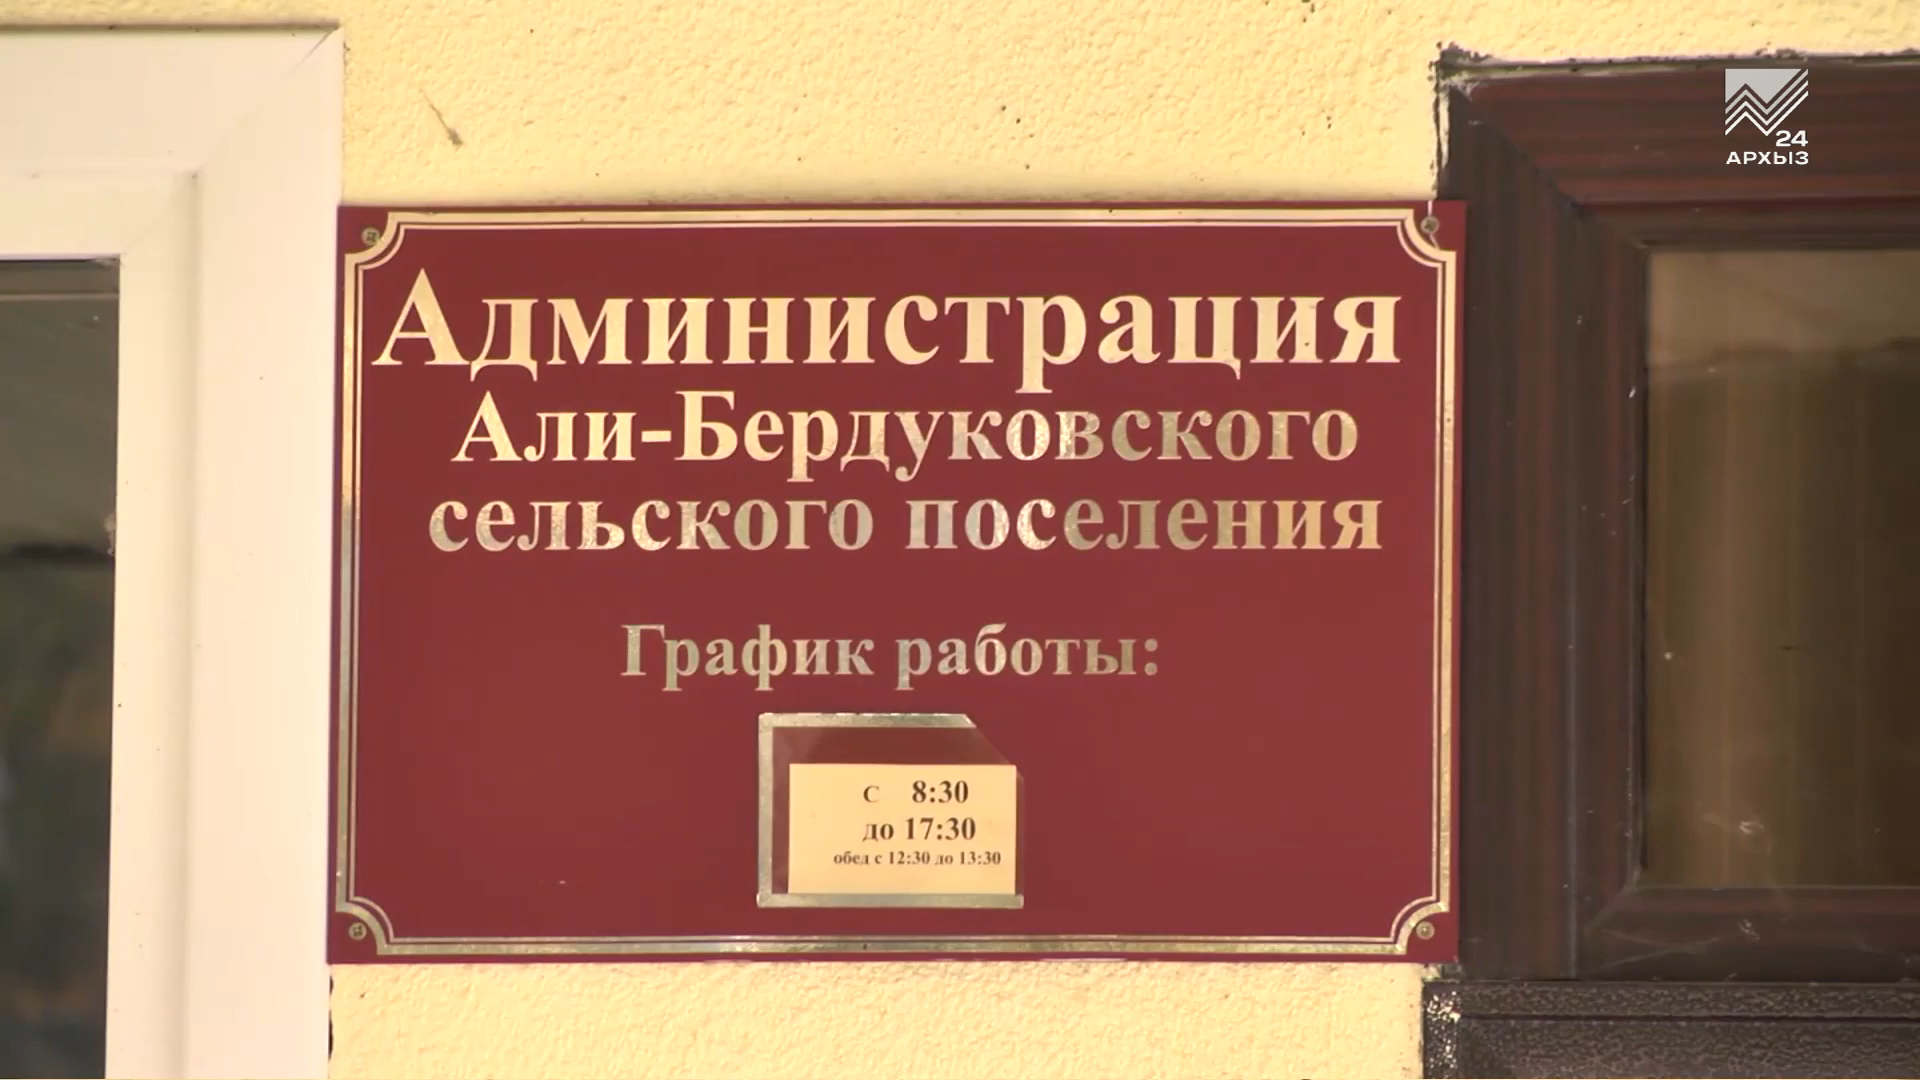 24
АРХЫЗ
Администрация
Али-Бердуковского
сельского поселения
График работы:
с 8:30
до 17:30
обед с 12:30 до 13:30